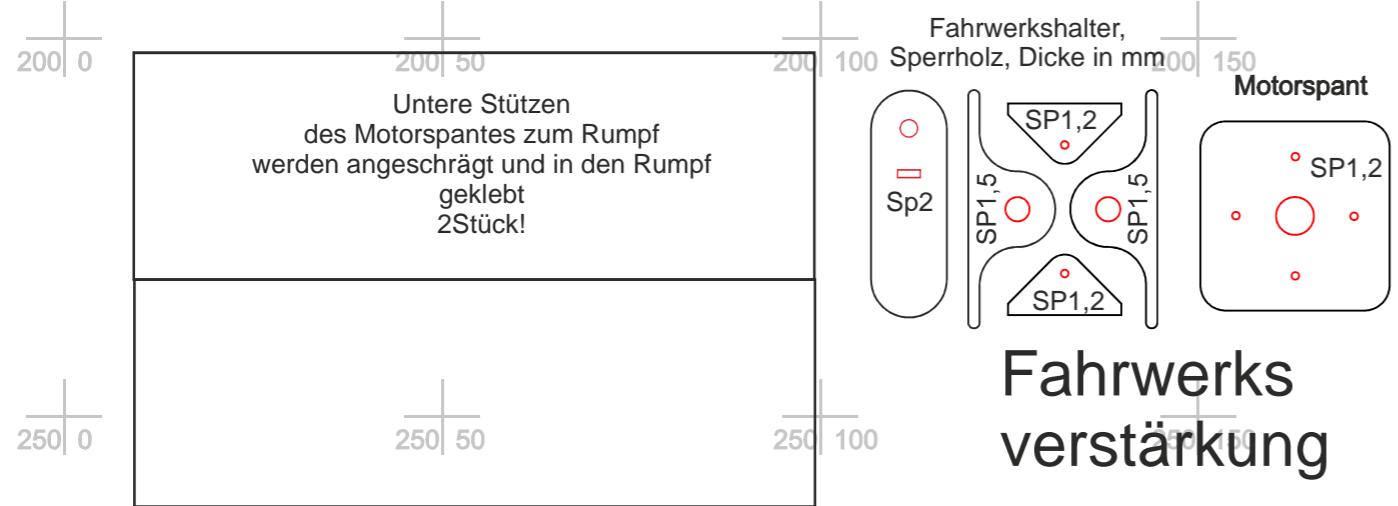 200 0
200 50
200 100
200 150
Untere Stützen
des Motorspantes zum Rumpf
werden angeschrägt und in den Rumpf
geklebt
2Stück!
Fahrwerkshalter,
Sperrholz, Dicke in mm
Sp2
SP1,2
SP1,5
SP1,5
SP1,2
Motorspant
SP1,2
Fahrwerks
verstärkung
250 0
250 50
250 100
250 150